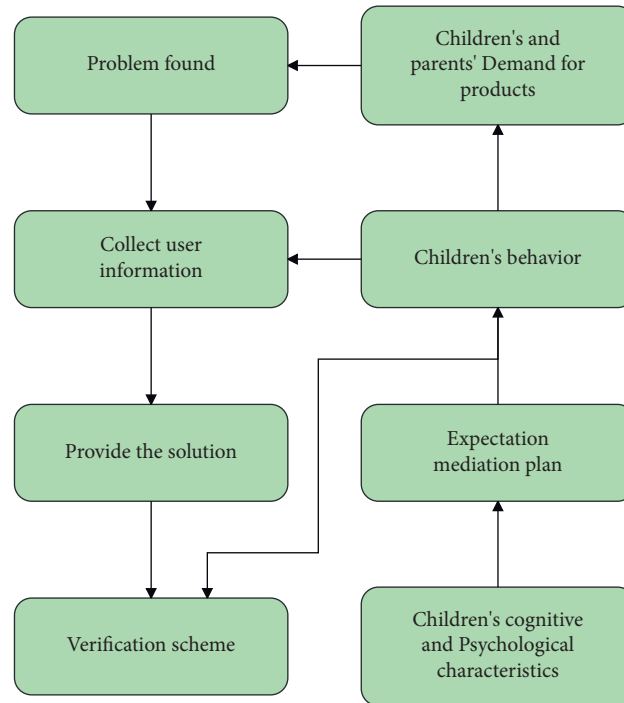 Problem found
Children's and
parents' Demand for
products
Collect user
information
Children's behavior
Provide the solution
Expectation
mediation plan
Verification scheme
Children's cognitive
and Psychological
characteristics